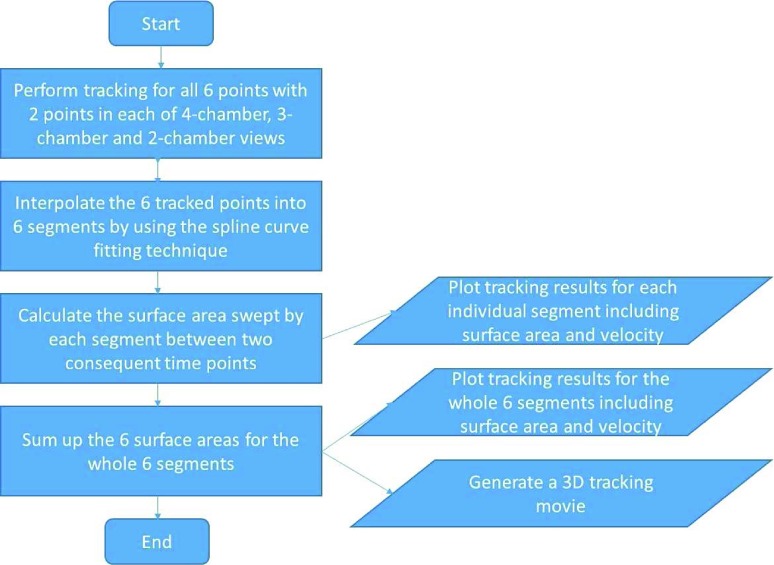 Start
Perform tracking for all 6 points with
2 points in each of 4-chamber, 3-
chamber and 2-chamber views
Interpolate the 6 tracked points into
6 segments by using the spline curve
fitting technique
Calculate the surface area swept by
each segment between two
consequent time points
Plot tracking results for each
individual segment including
surface area and velocity
Sum up the 6 surface areas for the
whole 6 segments
Plot tracking results for the
whole 6 segments including
surface area and velocity
Generate a 3D tracking
movie
End